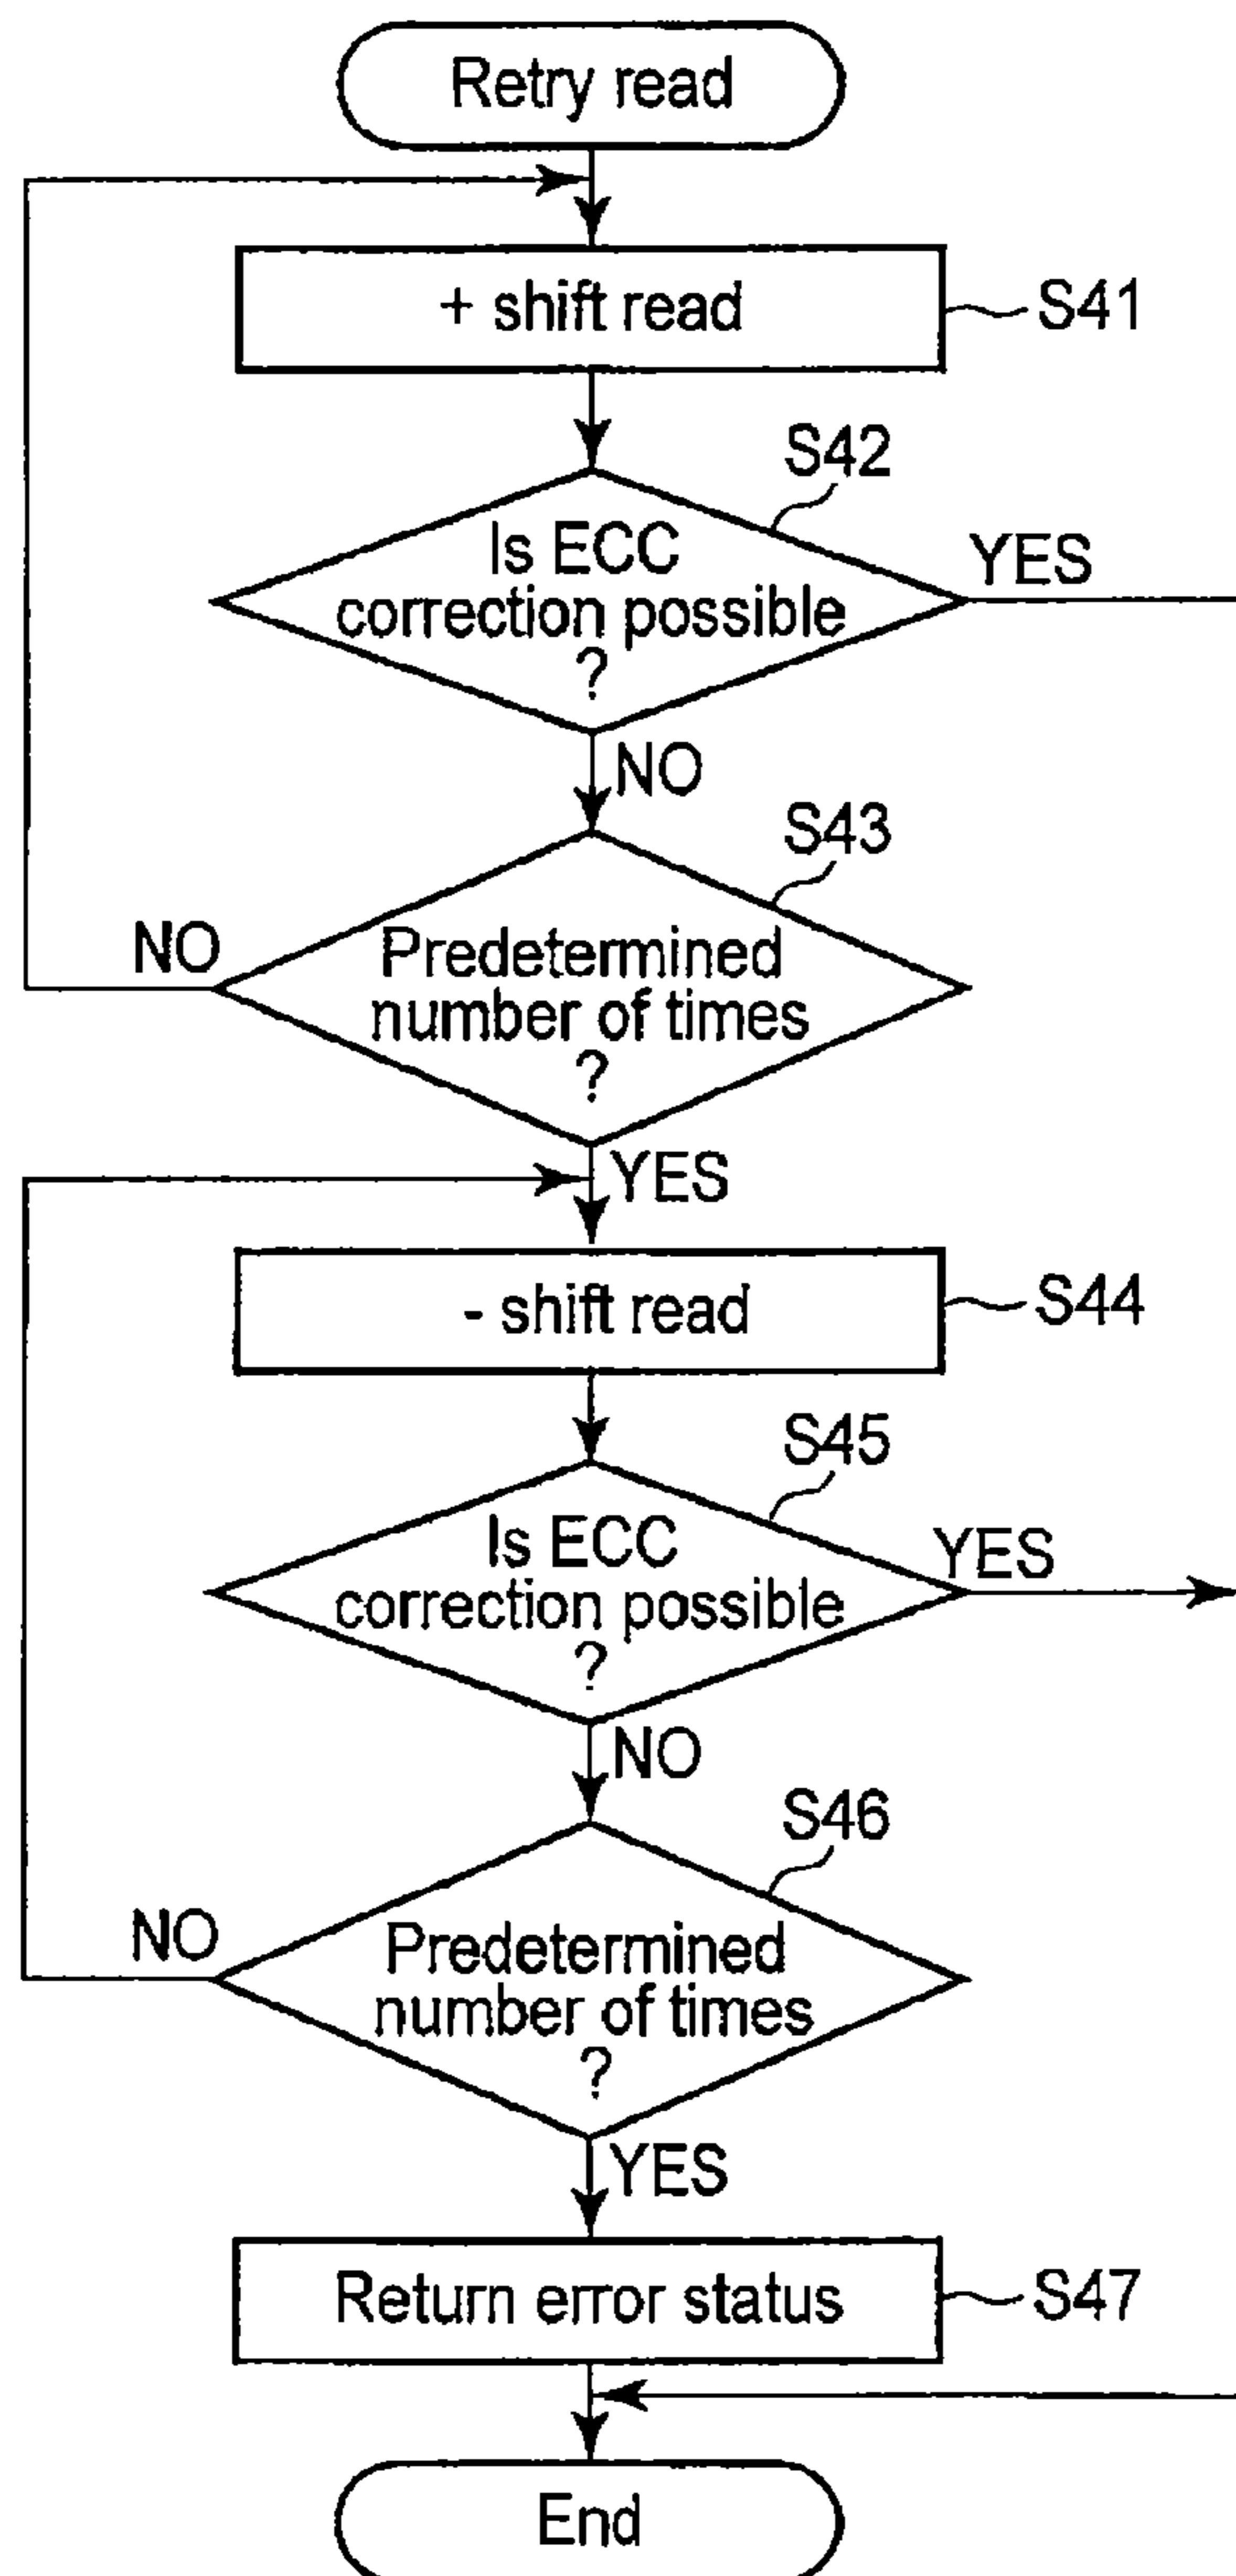 Retry read
+ shift read
S41
S42
Is ECC
correction possible
?
YES
NO
S43
Predetermined
number of times
?
NO
YES
- shift read
S44
S45
Is ECC
correction possible
?
YES
NO
S46
Predetermined
number of times
?
NO
YES
Return error status
S47
End